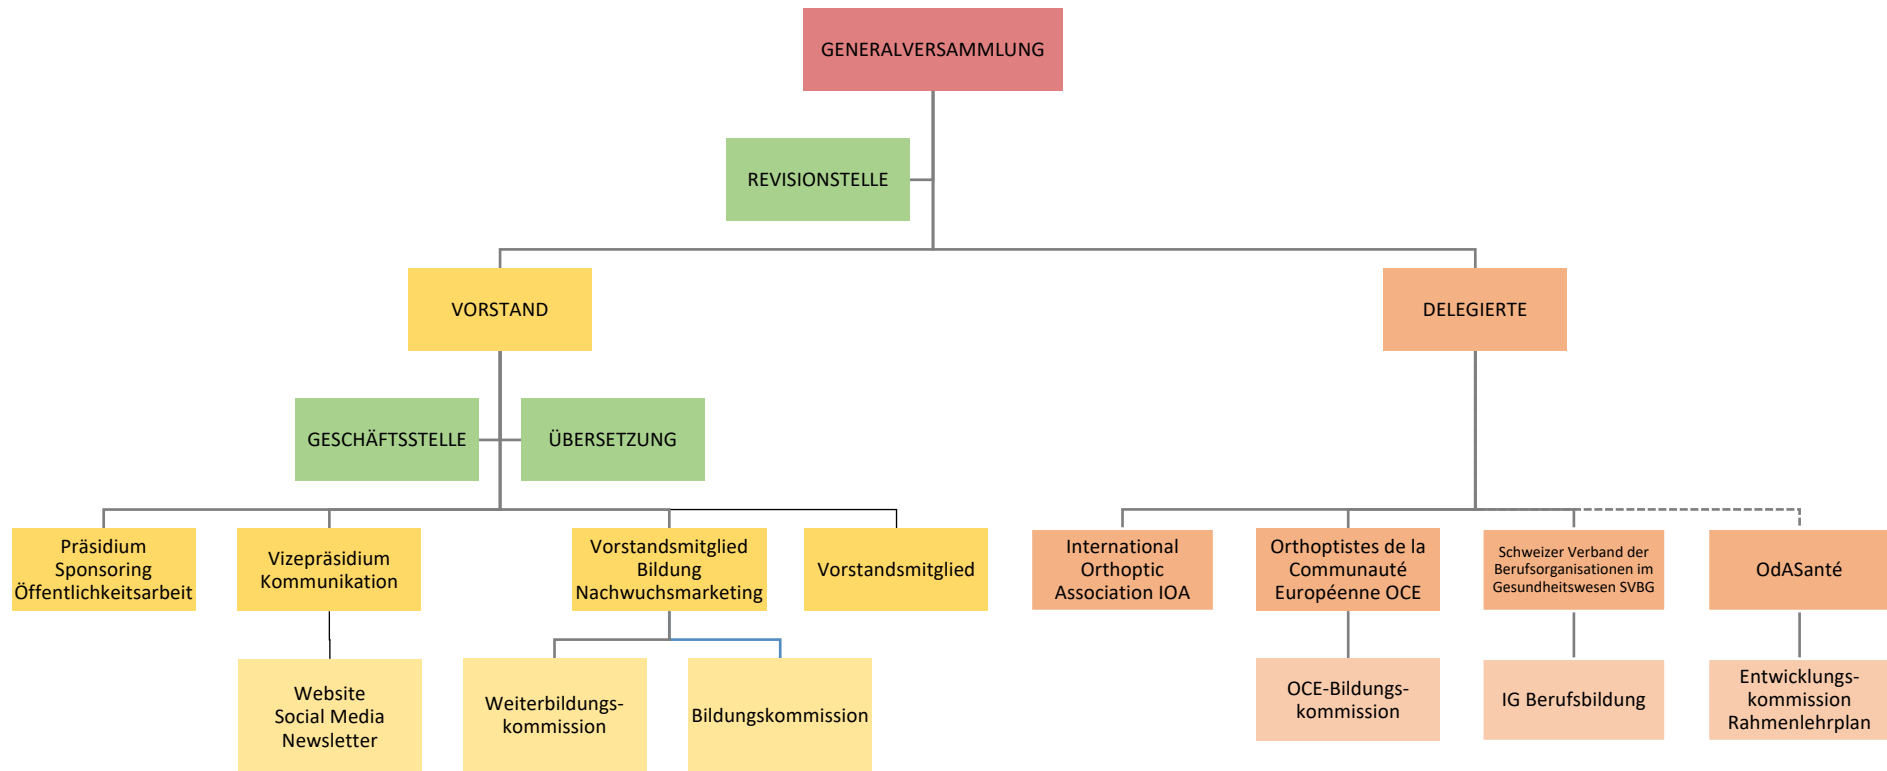 GENERALVERSAMMLUNG
REVISIONSTELLE
VORSTAND
DELEGIERTE
GESCHÄFTSSTELLE
ÜBERSETZUNG
Präsidium
Sponsoring
Öffentlichkeitsarbeit
Vizepräsidium
Kommunikation
Vorstandsmitglied
Bildung
Nachwuchsmarketing
Vorstandsmitglied
International
Orthoptic
Association IOA
Orthoptistes de la
Communauté
Européenne OCE
Schweizer Verband der
Berufsorganisationen im
Gesundheitswesen SVBG
OdASanté
Website
Social Media
Newsletter
Weiterbildungs-
kommission
Bildungskommission
OCE-Bildungs-
kommission
IG Berufsbildung
Entwicklungs-
kommission
Rahmenlehrplan